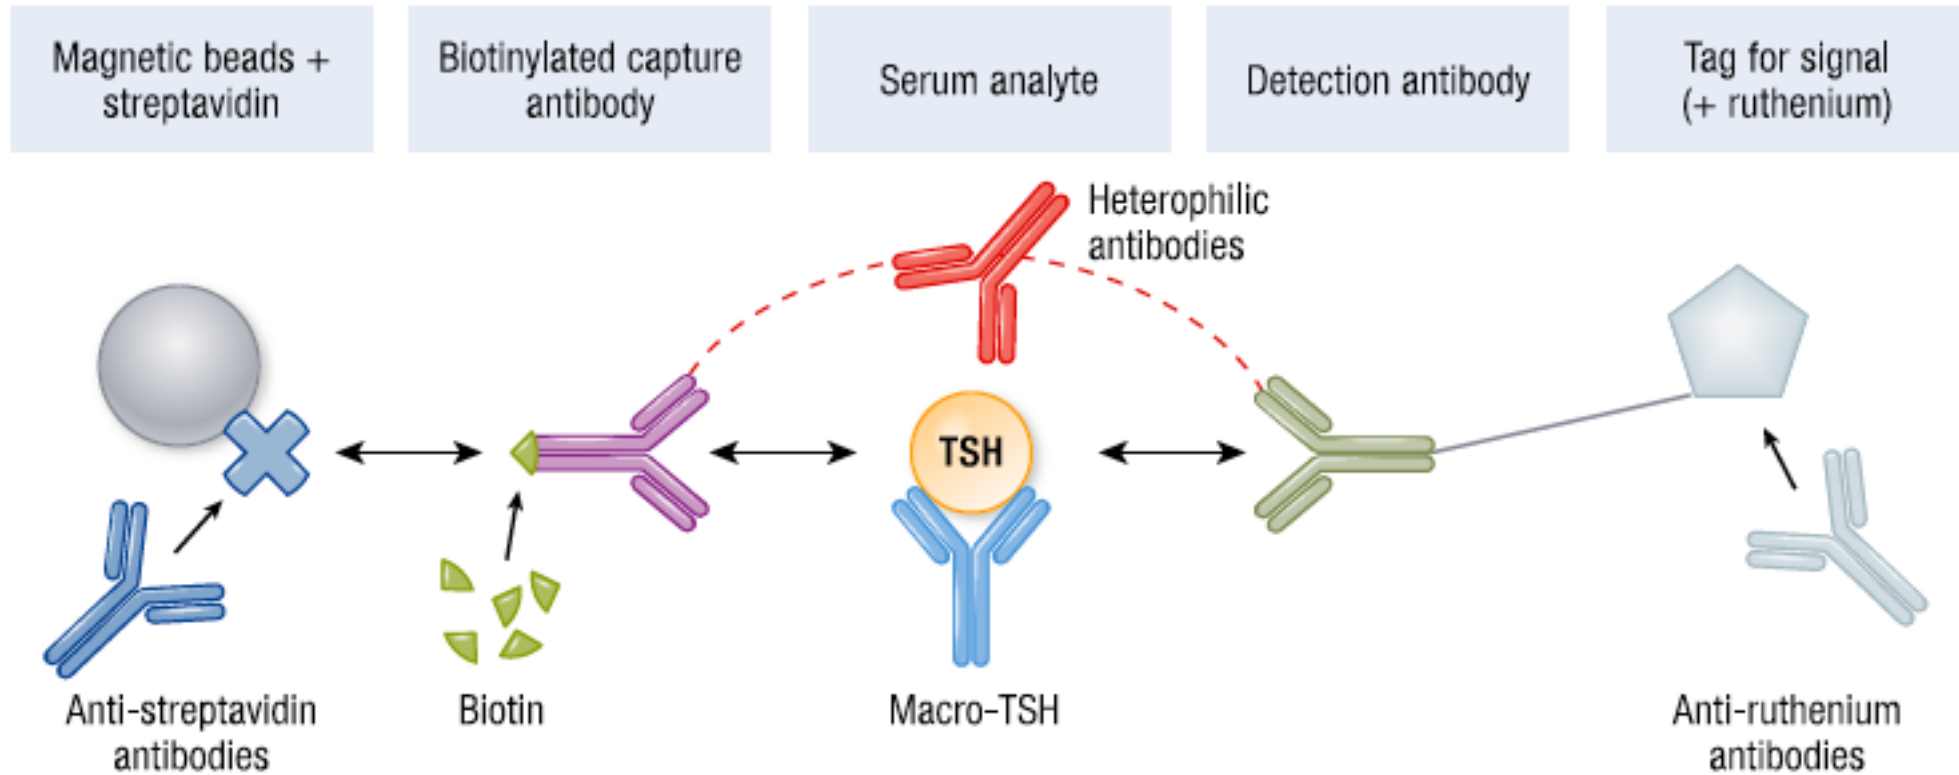 Magnetic beads +
streptavidin
Biotinylated capture
antibody
Serum analyte
Detection antibody
Tag for signal
(+ ruthenium)
Heterophilic
antibodies
TSH
Anti-streptavidin
antibodies
Biotin
Macro-TSH
Anti-ruthenium
antibodies